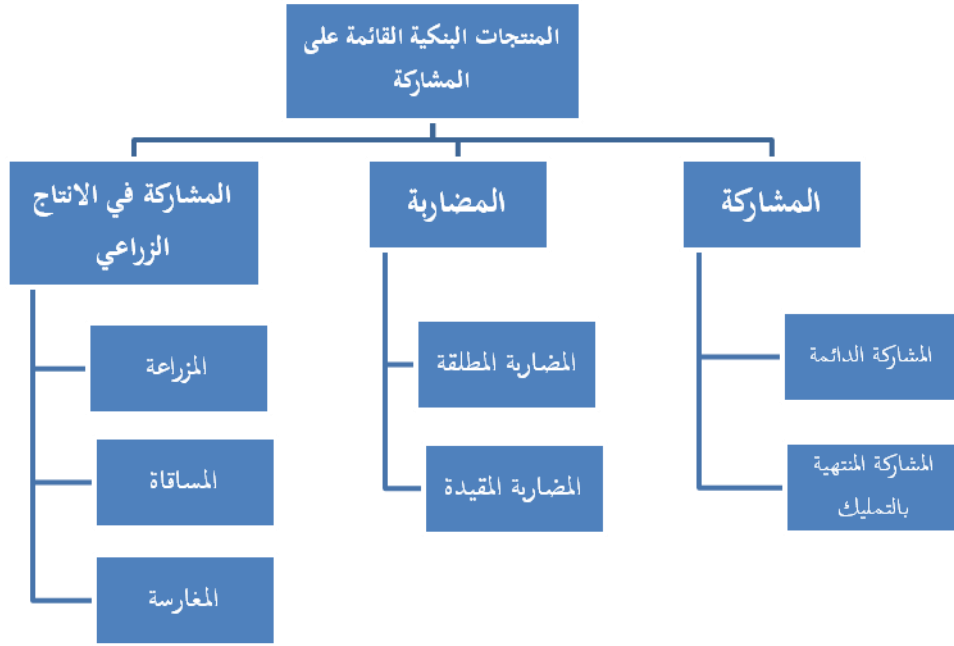 المنتجات البنكية القائمة على
المشاركة
المشاركة
المضاربة
المشاركة في الانتاج
الزراعي
المشاركة الدائمة
المشاركة المنتهية
بالتمليك
المضاربة المطلقة
المضاربة المقيدة
المزراعة
المساقاة
المغارسة